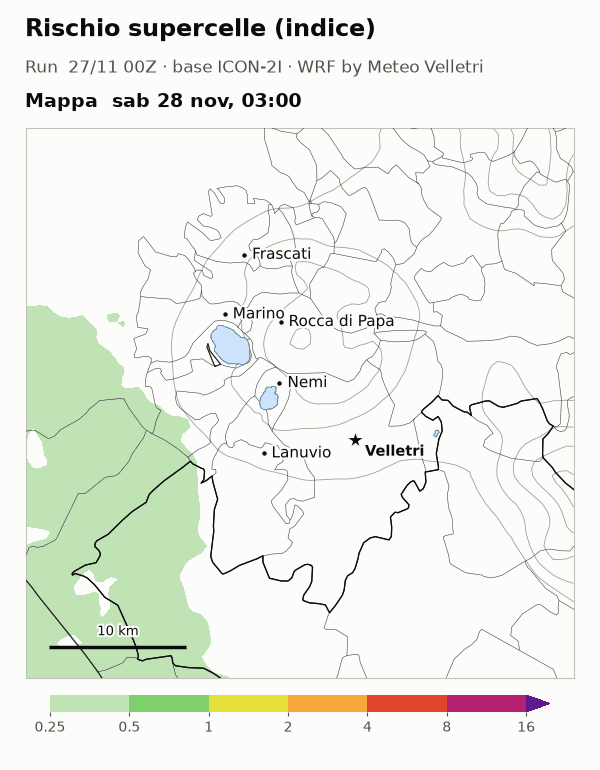 Rischio supercelle (indice)
Run  27/11 00Z · base ICON-2I · WRF by Meteo Velletri
Mappa  sab 28 nov, 03:00
Frascati
Marino
Rocca di Papa
Nemi
Velletri
Lanuvio
10 km
0.25 0.5 1 2 4 8 16